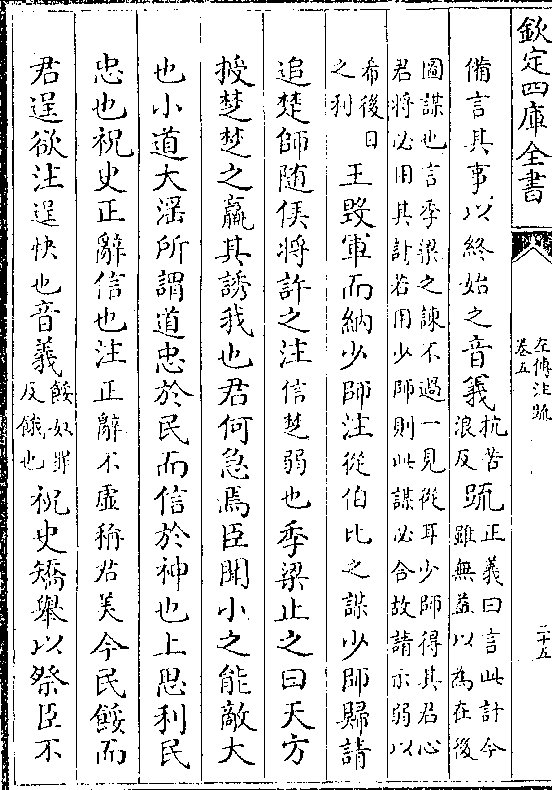 欽定四庫全書
左傳注疏
卷五
二十五
備言其事以終始之音義
抗苦
浪反
疏
正義曰言此計今
雖無益以為在後
圖謀也言季梁之諫不過一見從耳少師得其君心
君將必用其計若用少師則此謀必合故請示弱以
希後日
之利
王毀軍而納少師注從伯比之謀少師歸請
追楚師隨侯將許之注信楚弱也季梁止之曰天方
授楚楚之羸其誘我也君何急焉臣聞小之能敵大
也小道大淫所謂道忠於民而信於神也上思利民
忠也祝史正辭信也注正辭不虛稱君美今民餒而
君逞欲注逞快也音義
餒奴罪
反餓也
祝史矯舉以祭臣不